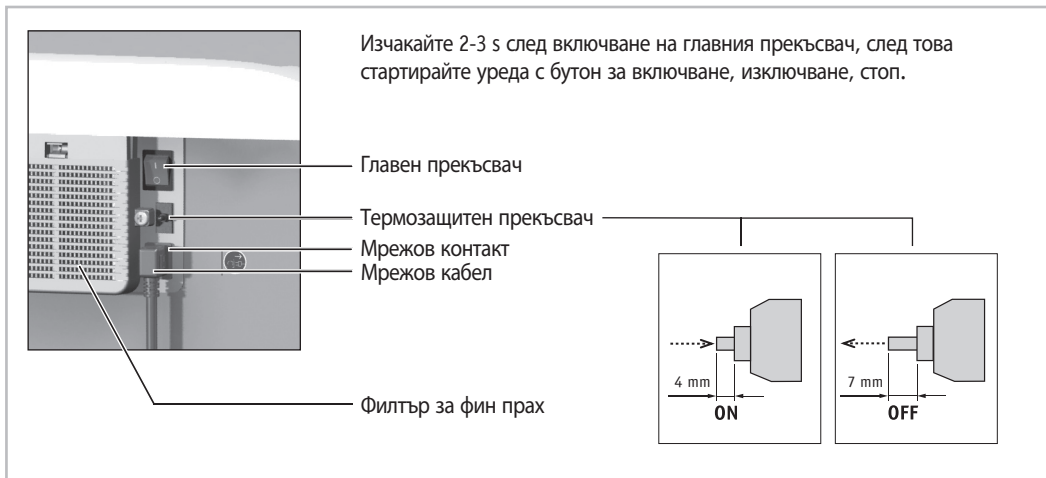 Изчакайте 2-3 s след включване на главния прекъсвач, след това
стартирайте уреда с бутон за включване, изключване, стоп.
Главен прекъсвач
Термозащитен прекъсвач
Мрежов контакт
Мрежов кабел
Филтър за фин прах
4 mm
ON
7 mm
OFF